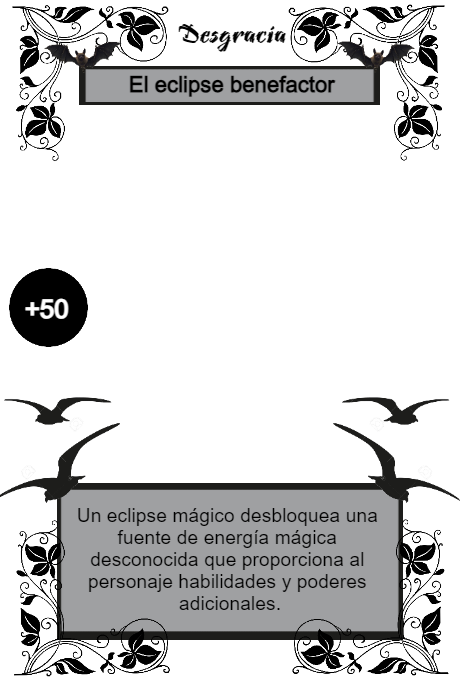 Desgracia
El eclipse benefactor
+50
Un eclipse mágico desbloquea una
fuente de energía mágica
desconocida que proporciona al
personaje habilidades y poderes
adicionales.